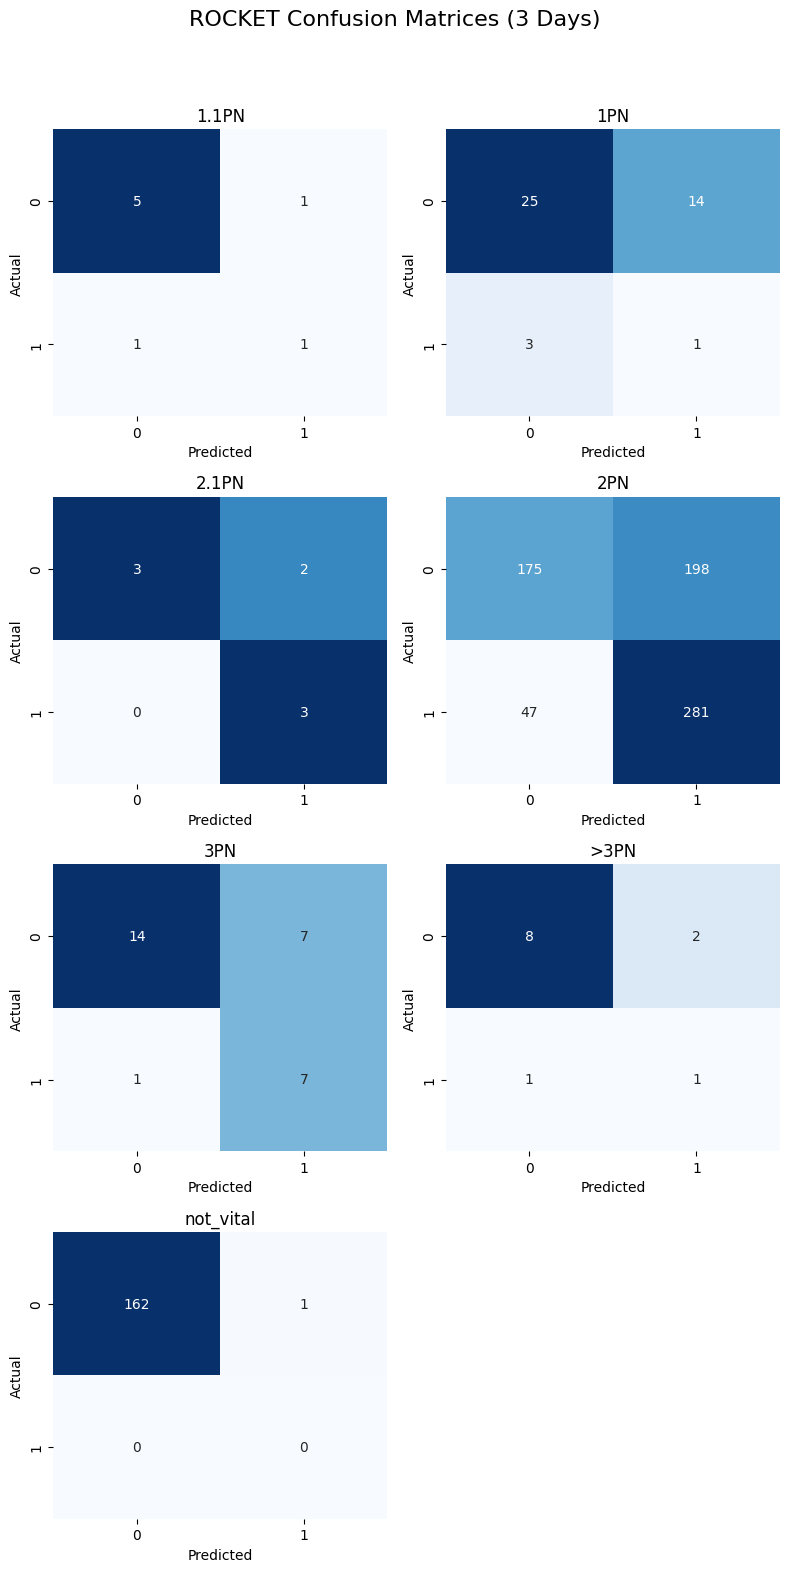 ROCKET Confusion Matrices (3 Days)
1.1PN
0
5
1
Actual
1
1
1
0
1
Predicted
1PN
0
25
14
Actual
1
3
1
0
1
Predicted
2.1PN
0
3
2
Actual
1
0
3
0
1
Predicted
2PN
0
175
198
Actual
1
47
281
0
1
Predicted
3PN
0
14
7
Actual
1
1
7
0
1
Predicted
>3PN
0
8
2
Actual
1
1
1
0
1
Predicted
not_vital
0
162
1
Actual
1
0
0
0
1
Predicted